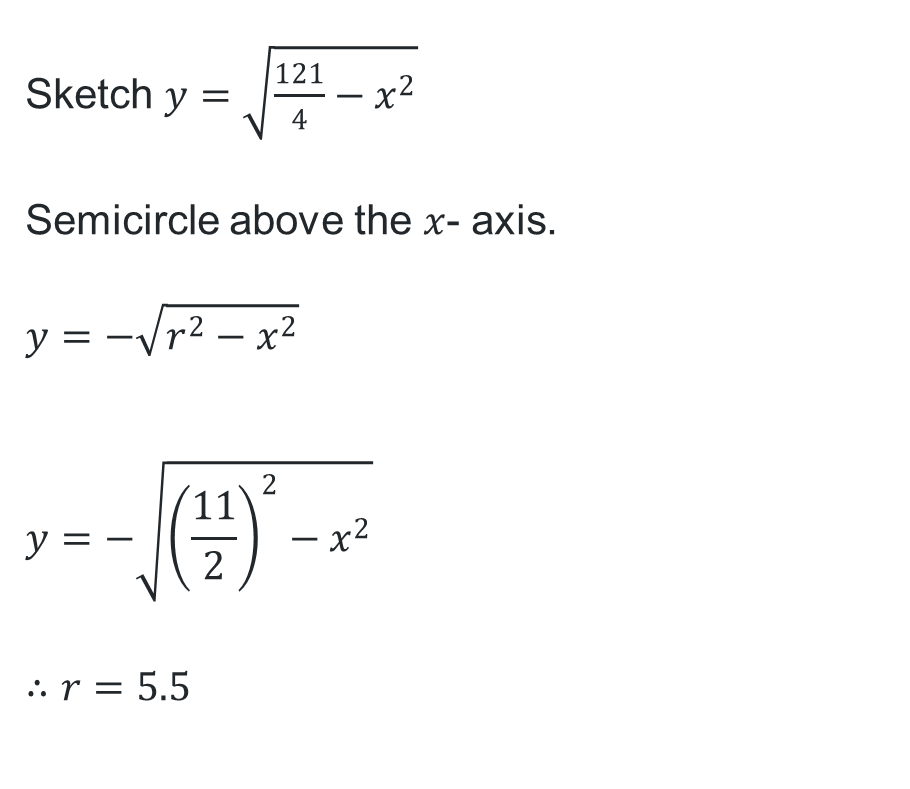 Sketch y = √(121/4 − x²)
Semicircle above the x- axis.
y = −√(r² − x²)
y = −√((11/2)² − x²)
∴ r = 5.5